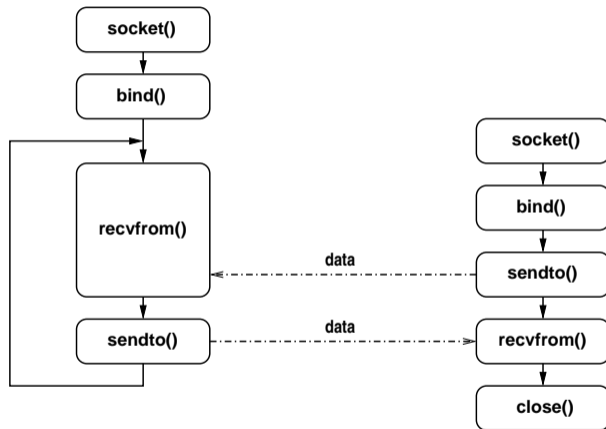 socket()
bind()
recvfrom()
sendto()
data
data
socket()
bind()
sendto()
recvfrom()
close()